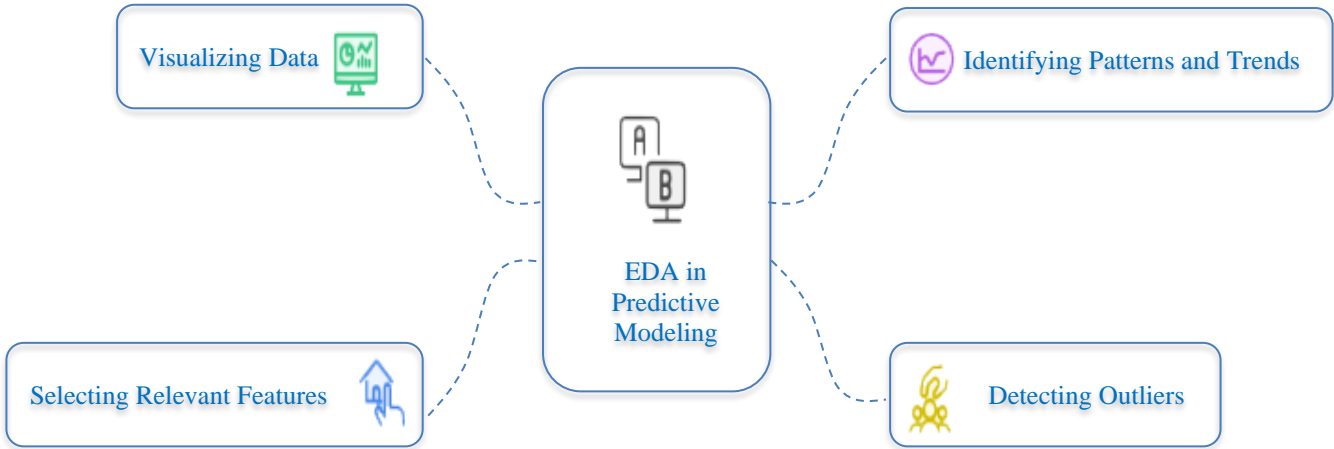 Visualizing Data
Identifying Patterns and Trends
A
B
EDA in
Predictive
Modeling
Selecting Relevant Features
Detecting Outliers